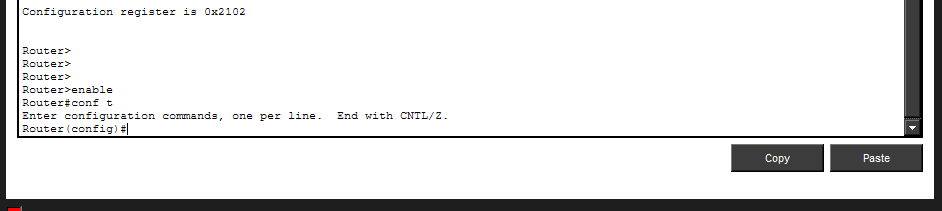 Configuration register is 0x2102
Router>
Router>
Router>
Router>enable
Router#conf t
Enter configuration commands, one per line.  End with CNTL/Z.
Router(config)#
Copy
Paste